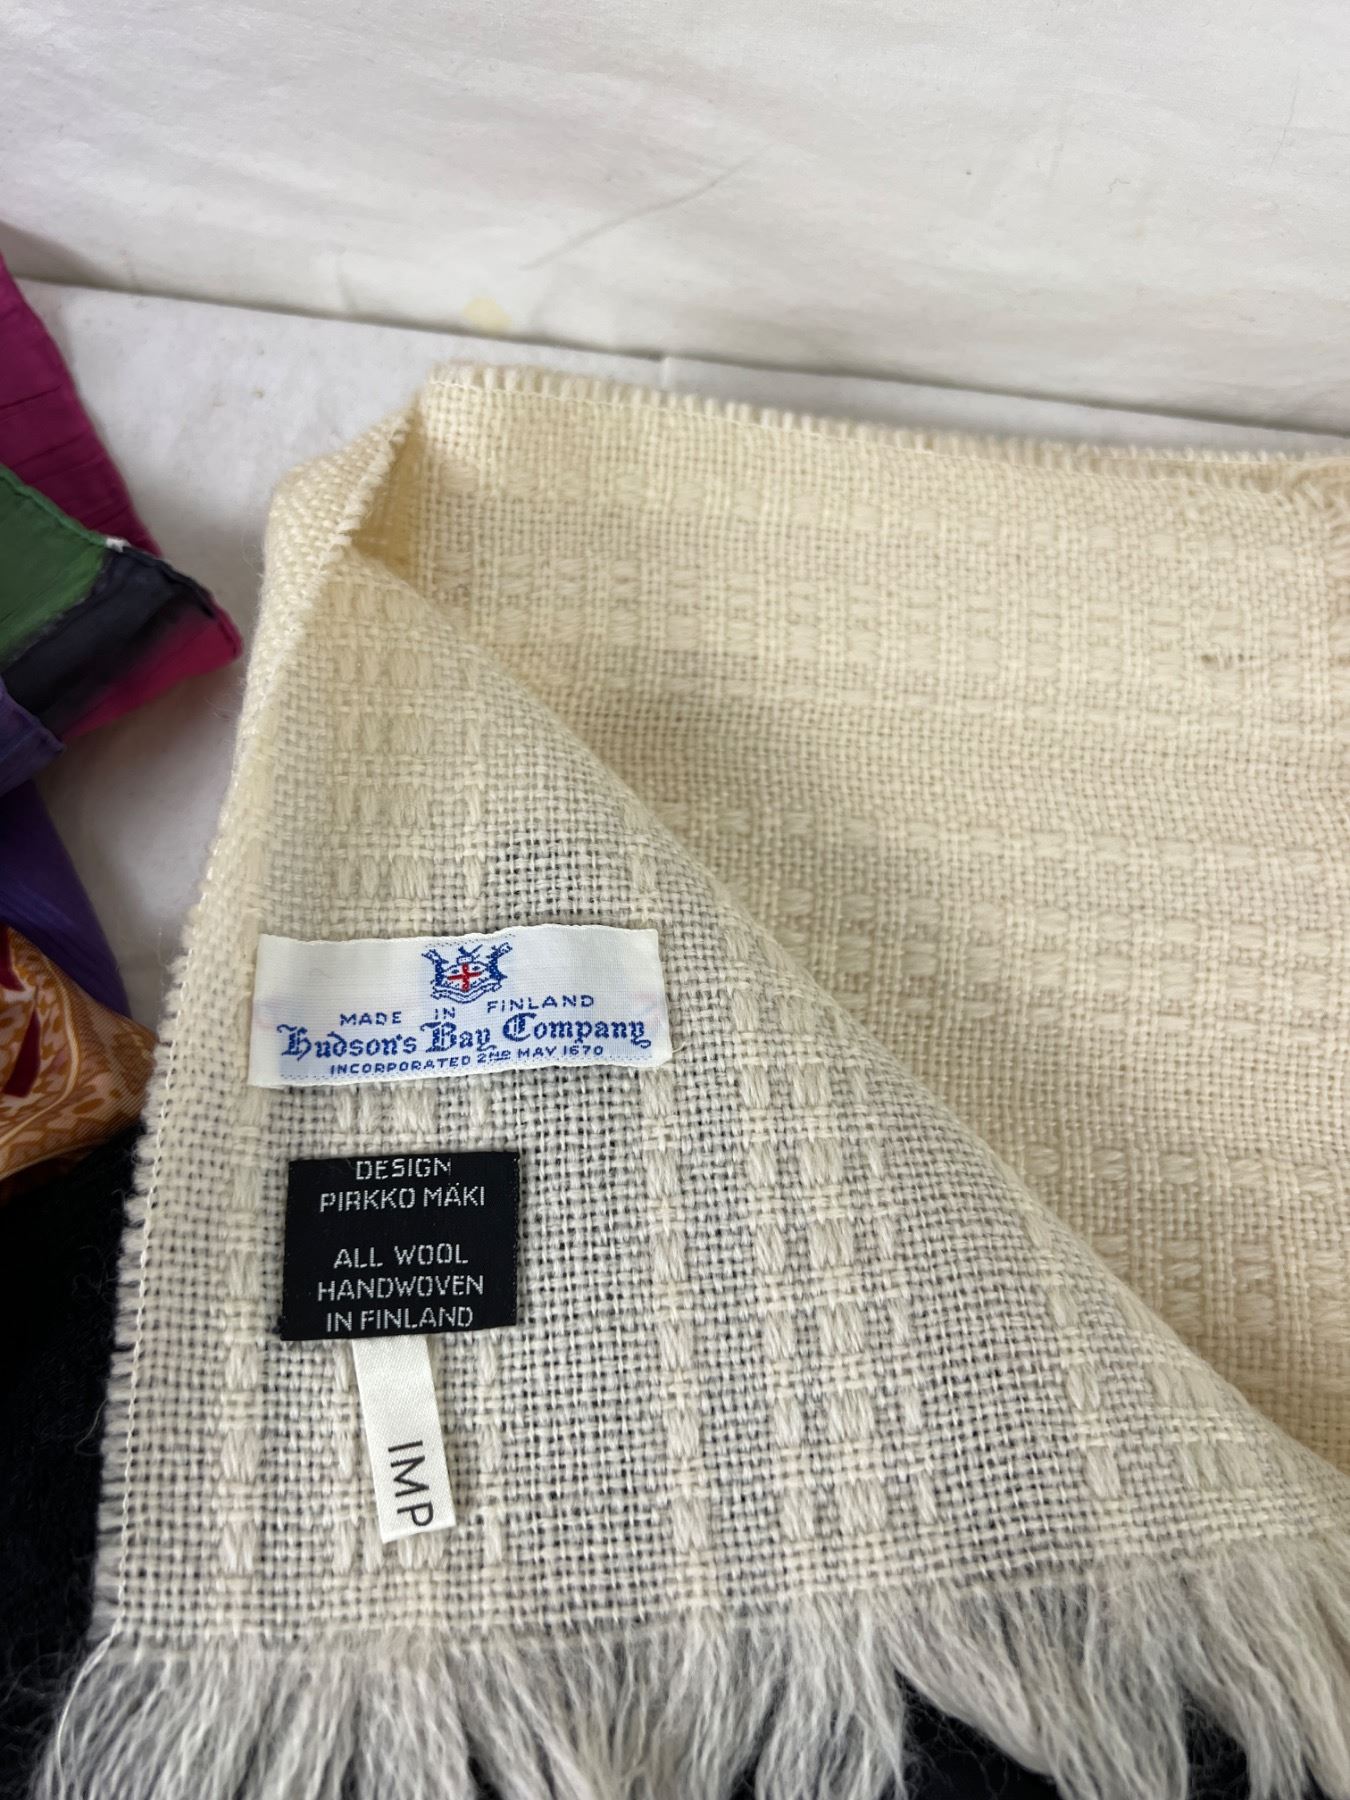 MADE IN FINLAND
Hudson's Bay Company
INCORPORATED 2ND MAY 1670
DESIGN
PIRKKO MÄKI
ALL WOOL
HANDWOVEN
IN FINLAND
IMP